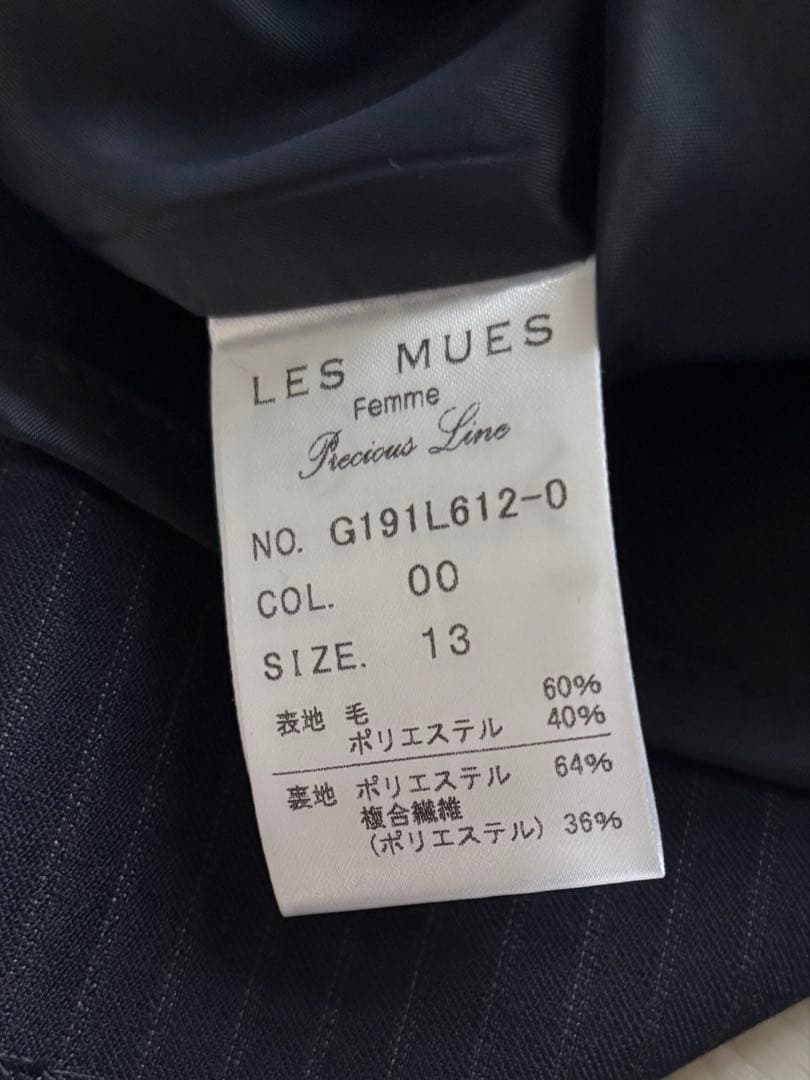 LES MUES
Femme
Precious Line
NO. G191L612-0
COL. 00
SIZE. 13
表地 毛 60%
ポリエステル 40%
裏地 ポリエステル 64%
複合繊維
(ポリエステル) 36%